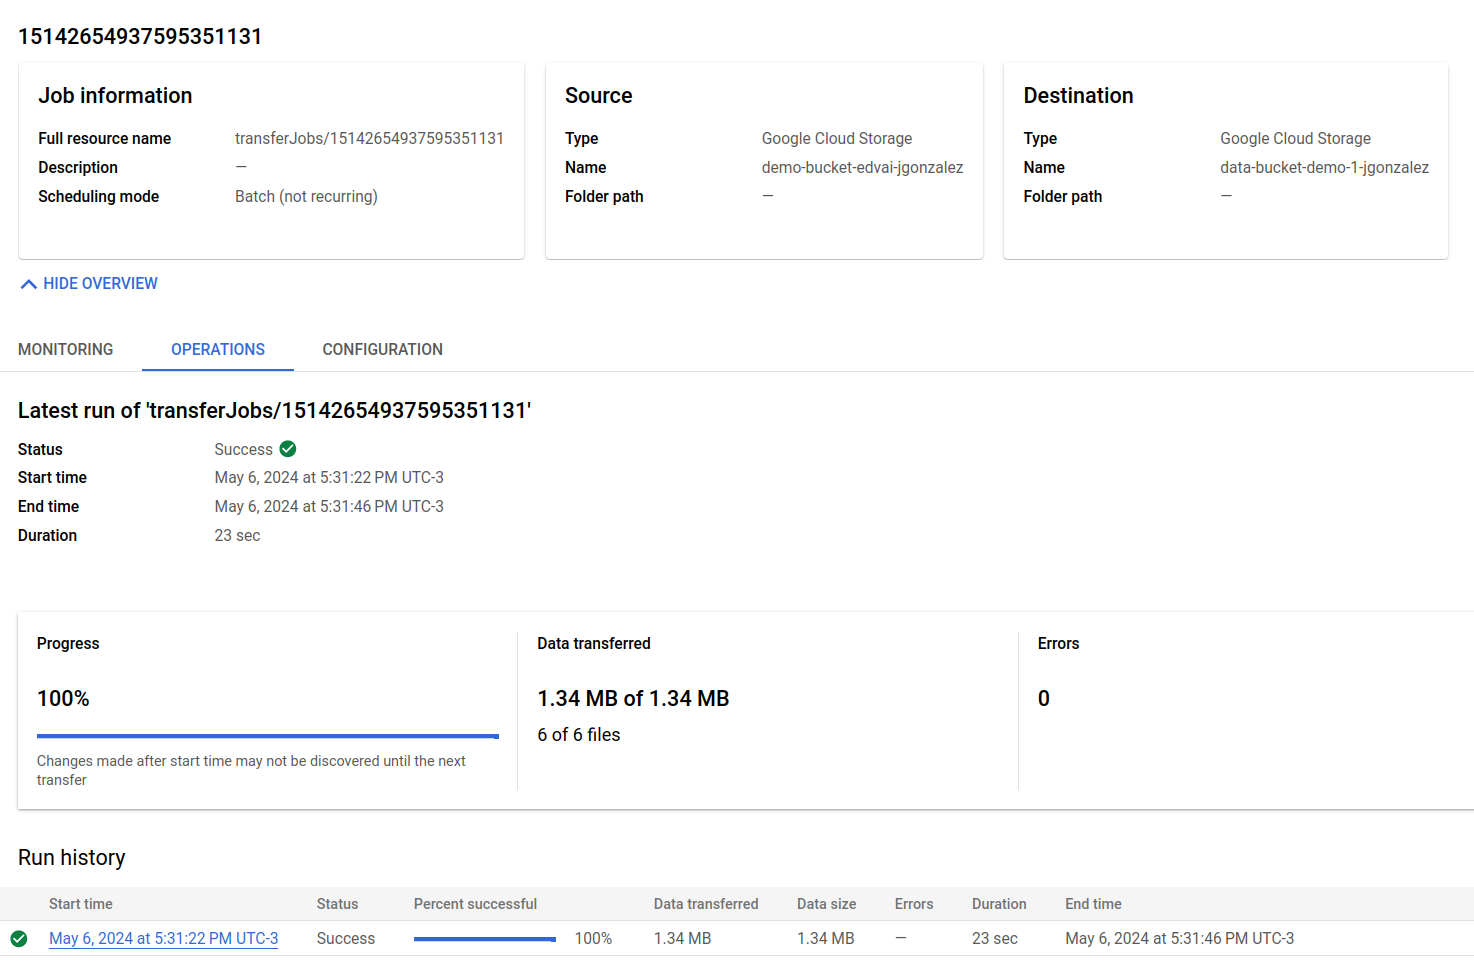 15142654937595351131
Job information
Full resource name transferJobs/15142654937595351131
Description —
Scheduling mode Batch (not recurring)
Source
Type Google Cloud Storage
Name demo-bucket-edvai-jgonzalez
Folder path —
Destination
Type Google Cloud Storage
Name data-bucket-demo-1-jgonzalez
Folder path —
HIDE OVERVIEW
MONITORING OPERATIONS CONFIGURATION
Latest run of 'transferJobs/15142654937595351131'
Status Success
Start time May 6, 2024 at 5:31:22 PM UTC-3
End time May 6, 2024 at 5:31:46 PM UTC-3
Duration 23 sec
Progress
100%
Changes made after start time may not be discovered until the next
transfer
Data transferred
1.34 MB of 1.34 MB
6 of 6 files
Errors
0
Run history
Start time Status Percent successful Data transferred Data size Errors Duration End time
May 6, 2024 at 5:31:22 PM UTC-3 Success 100% 1.34 MB 1.34 MB — 23 sec May 6, 2024 at 5:31:46 PM UTC-3